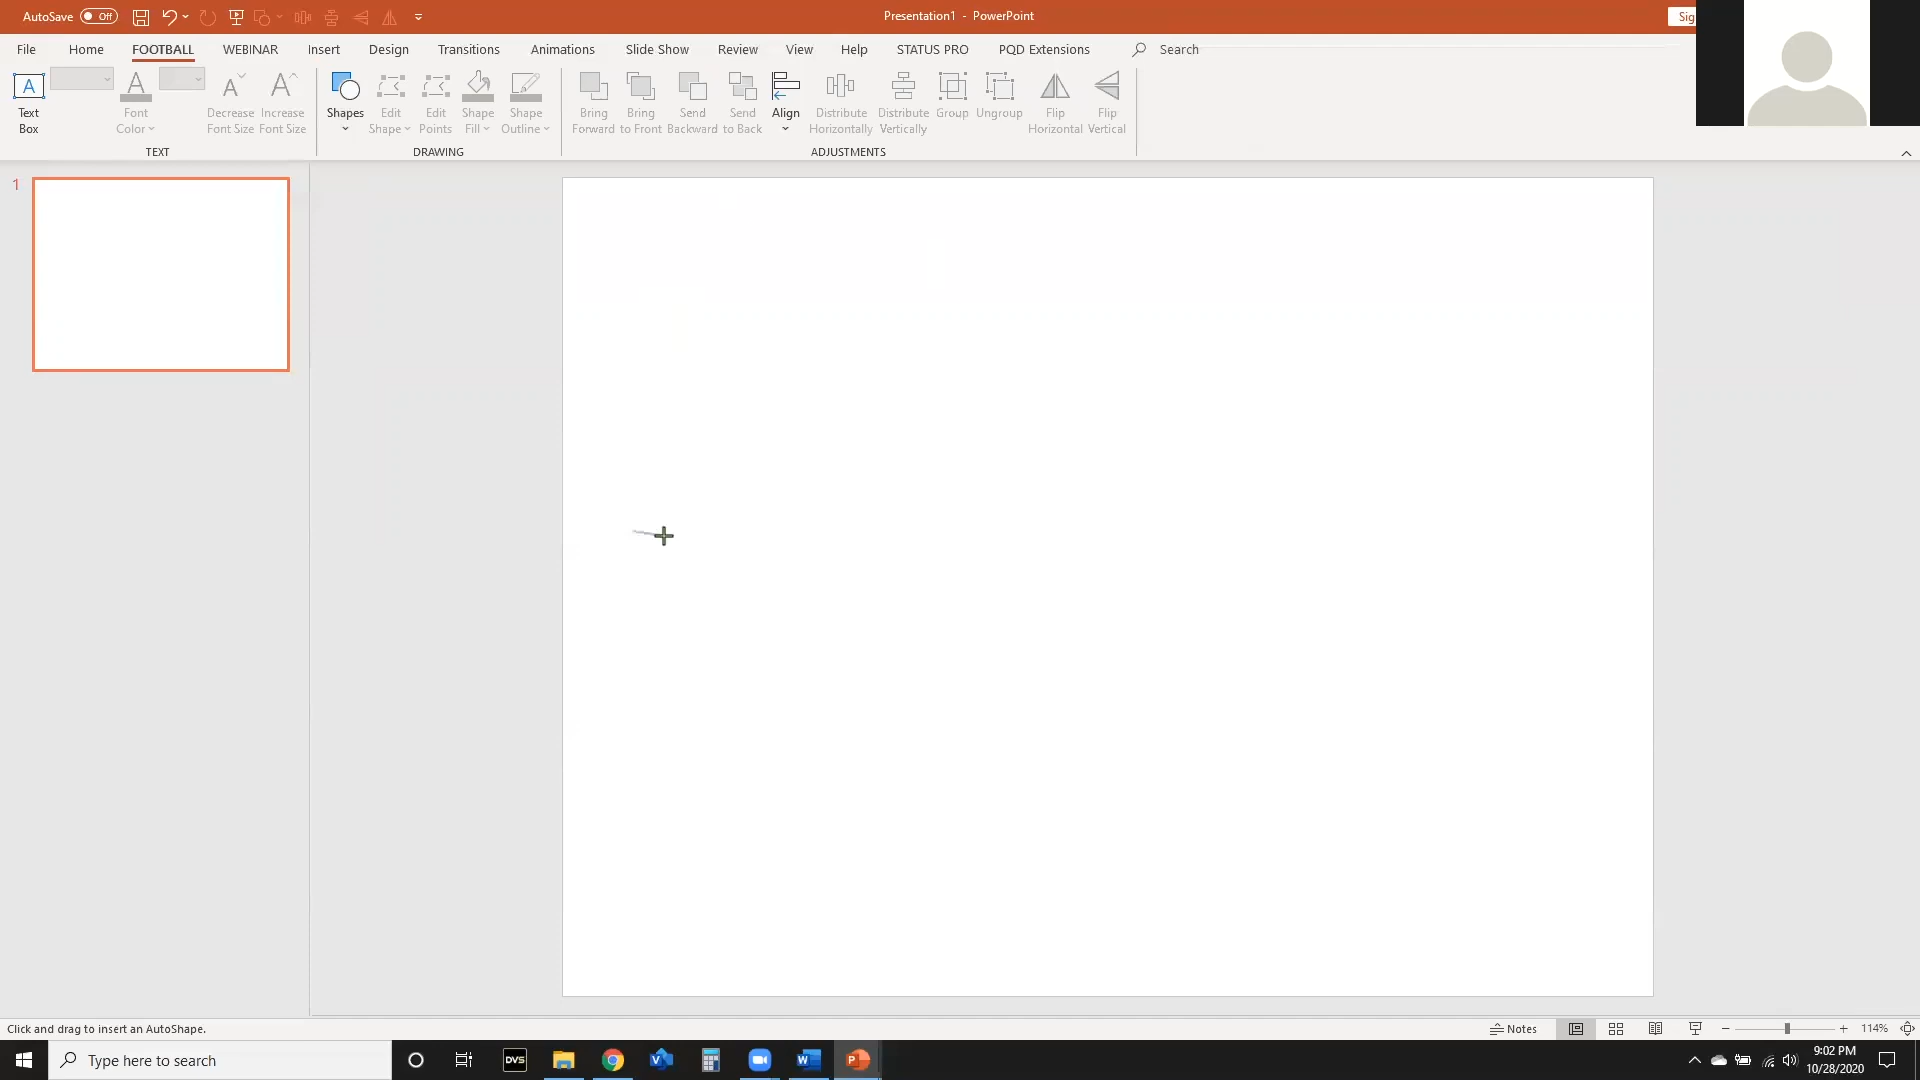 AutoSave Off
Presentation1 - PowerPoint
Sig
File Home FOOTBALL WEBINAR Insert Design Transitions Animations Slide Show Review View Help STATUS PRO PQD Extensions Search
A A A A
Text Box
Font Color
Decrease Font Size
Increase Font Size
Shapes
Edit Shape
Edit Points
Shape Fill
Shape Outline
Bring Forward
Bring to Front
Send Backward
Send to Back
Align
Distribute Horizontally
Distribute Vertically
Group
Ungroup
Flip Horizontal
Flip Vertical
TEXT DRAWING ADJUSTMENTS
1
Click and drag to insert an AutoShape.
Notes
114%
Type here to search
DVS
V
W
P
9:02 PM
10/28/2020